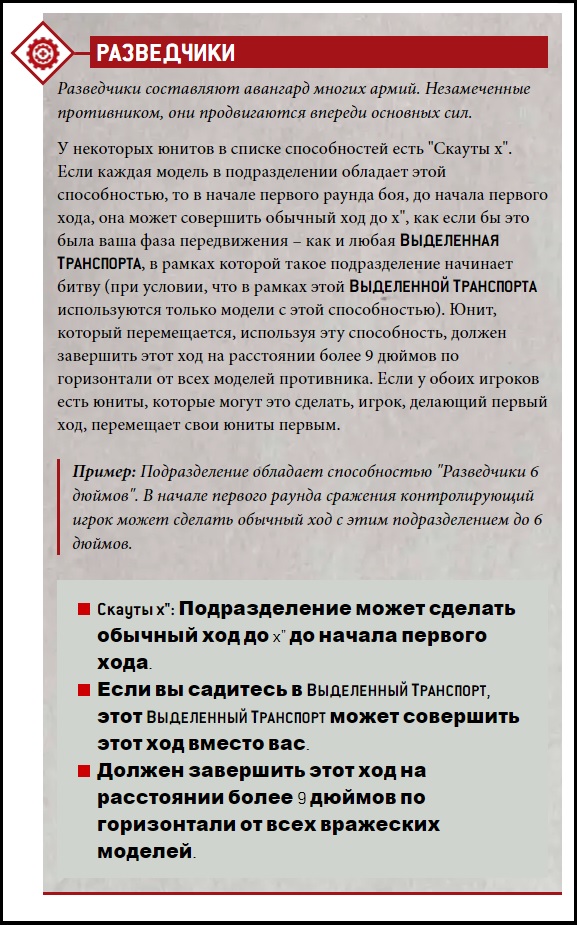 РАЗВЕДЧИКИ
Разведчики составляют авангард многих армий. Незамеченные
противником, они продвигаются впереди основных сил.
У некоторых юнитов в списке способностей есть "Скауты x".
Если каждая модель в подразделении обладает этой
способностью, то в начале первого раунда боя, до начала первого
хода, она может совершить обычный ход до x", как если бы это
была ваша фаза передвижения – как и любая ВЫДЕЛЕННАЯ
ТРАНСПОРТА, в рамках которой такое подразделение начинает
битву (при условии, что в рамках этой ВЫДЕЛЕННОЙ ТРАНСПОРТА
используются только модели с этой способностью). Юнит,
который перемещается, используя эту способность, должен
завершить этот ход на расстоянии более 9 дюймов по
горизонтали от всех моделей противника. Если у обоих игроков
есть юниты, которые могут это сделать, игрок, делающий первый
ход, перемещает свои юниты первым.
Пример: Подразделение обладает способностью "Разведчики 6
дюймов". В начале первого раунда сражения контролирующий
игрок может сделать обычный ход с этим подразделением до 6
дюймов.
Скауты x": Подразделение может сделать
обычный ход до x" до начала первого
хода.
Если вы садитесь в ВЫДЕЛЕННЫЙ ТРАНСПОРТ,
этот ВЫДЕЛЕННЫЙ ТРАНСПОРТ может совершить
этот ход вместо вас.
Должен завершить этот ход на
расстоянии более 9 дюймов по
горизонтали от всех вражеских
моделей.